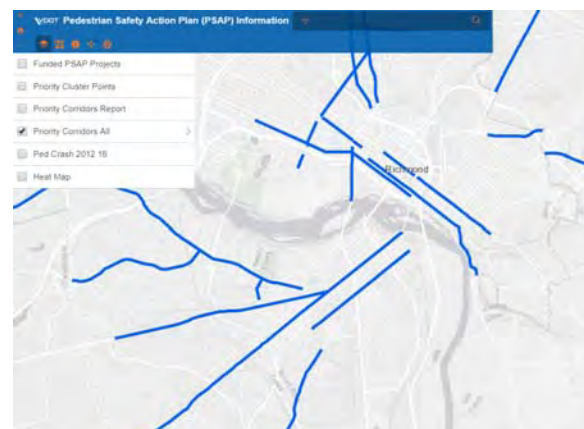 VDOT Pedestrian Safety Action Plan (PSAP) Information
Funded PSAP Projects
Priority Cluster Points
Priority Corridors Report
Priority Corridors All
Ped Crash 2012 16
Heat Map
Richmond